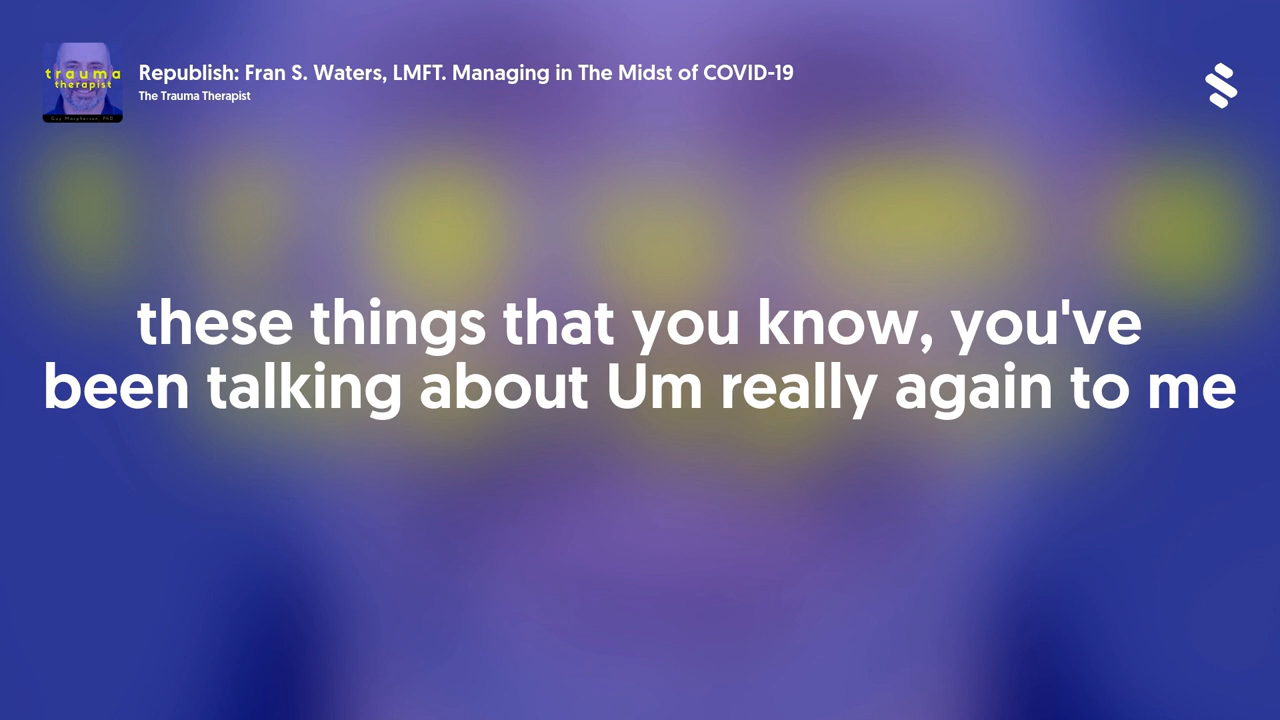 trauma
therapist
Guy Macpherson, PhD
Republish: Fran S. Waters, LMFT. Managing in The Midst of COVID-19
The Trauma Therapist
these things that you know, you've
been talking about Um really again to me